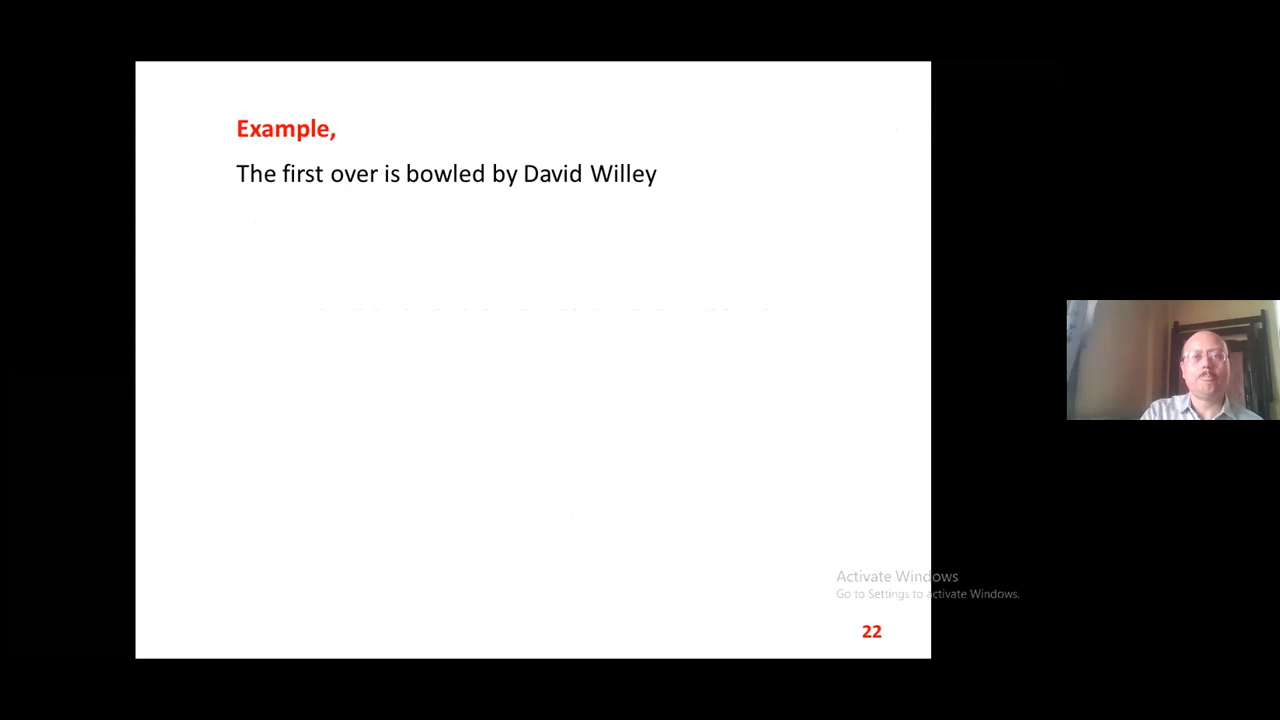 Example,
The first over is bowled by David Willey
Activate Windows
Go to Settings to activate Windows.
22